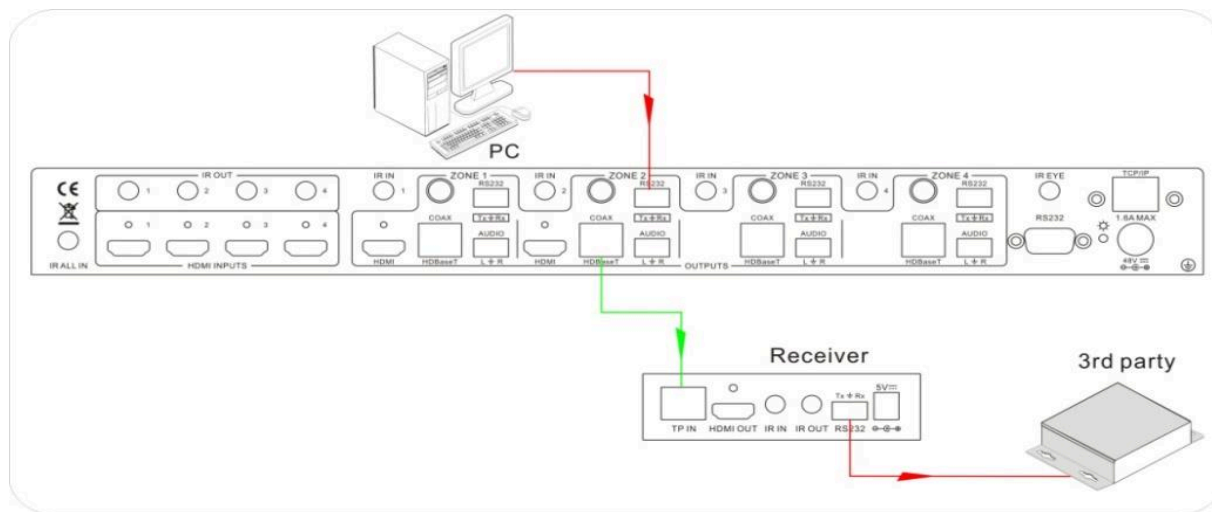 PC
IR OUT
IR IN
ZONE 1
IR IN
ZONE 2
IR IN
ZONE 3
IR IN
ZONE 4
IR EYE
TCP/IP
CE
1
2
3
4
1
RS232
2
RS232
3
RS232
4
RS232
1
2
3
4
COAX
Tx Rx
COAX
Tx Rx
COAX
Tx Rx
COAX
Tx Rx
RS232
1.6A MAX
AUDIO
AUDIO
AUDIO
AUDIO
IR ALL IN
HDMI INPUTS
HDMI
HDBaseT
L R
HDMI
HDBaseT
L R
OUTPUTS
HDBaseT
L R
HDBaseT
L R
48V
Receiver
3rd party
Tx Rx
5V
TP IN
HDMI OUT
IR IN
IR OUT
RS232